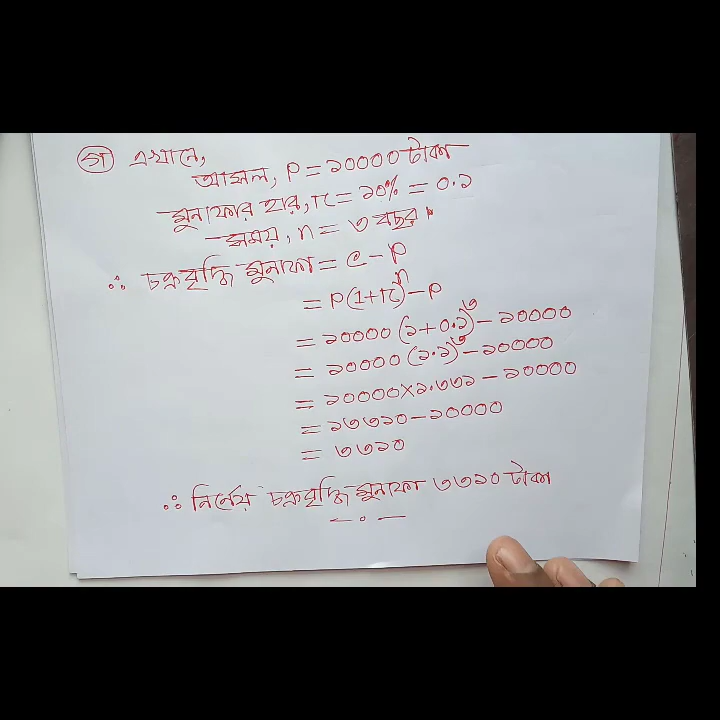 গ এখানে,
আসল, P = ১০০০০ টাকা
মুনাফার হার, r = ১০% = ০.১
সময়, n = ৩ বছর ।
∴ চক্রবৃদ্ধি মুনাফা = C - P
= P(1+r)ⁿ - P
= ১০০০০ (১+০.১)³ - ১০০০০
= ১০০০০ (১.১)³ - ১০০০০
= ১০০০০×১.৩৩১ - ১০০০০
= ১৩৩১০ - ১০০০০
= ৩৩১০
∴ নির্ণেয় চক্রবৃদ্ধি মুনাফা ৩৩১০ টাকা